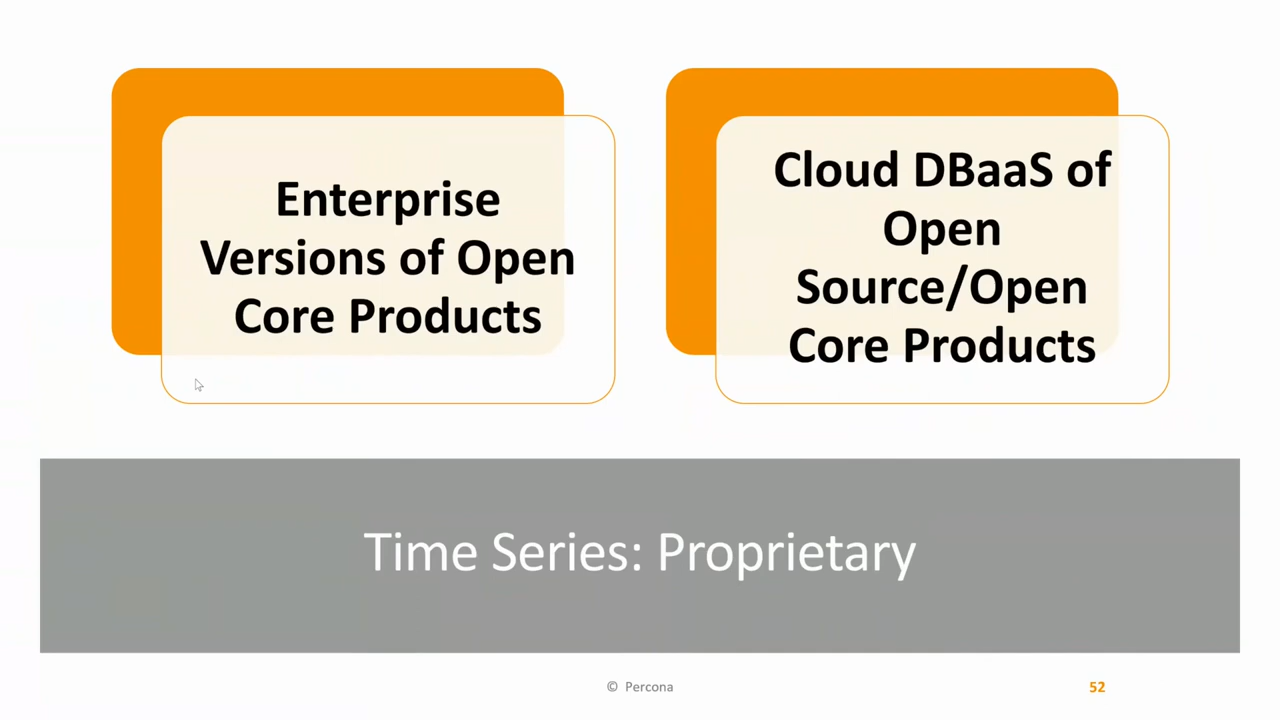 Enterprise
Versions of Open
Core Products
Cloud DBaaS of
Open
Source/Open
Core Products
Time Series: Proprietary
© Percona
52